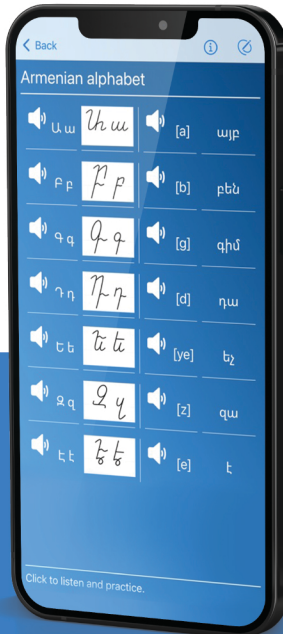 Back
Armenian alphabet
Ա ա Ա ա [a] այբ
Բ բ Բ բ [b] բեն
Գ գ Գ գ [g] գիմ
Դ դ Դ դ [d] դա
Ե ե Ե ե [ye] եչ
Զ զ Զ զ [z] զա
Է է Է է [e] է
Click to listen and practice.